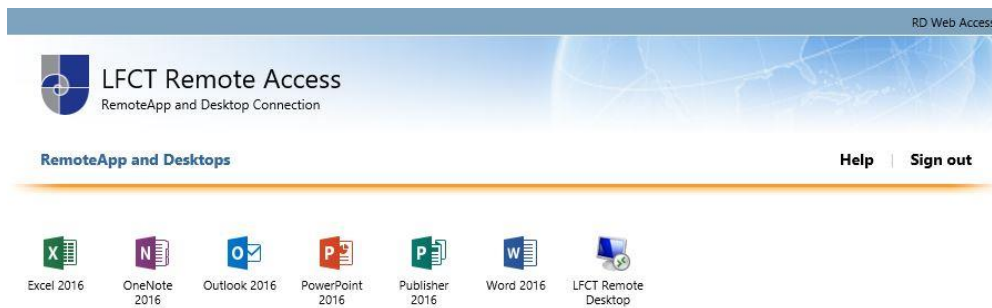 RD Web Access
LFCT Remote Access
RemoteApp and Desktop Connection
RemoteApp and Desktops
Help | Sign out
Excel 2016
OneNote
2016
Outlook 2016
PowerPoint
2016
Publisher
2016
Word 2016
LFCT Remote
Desktop